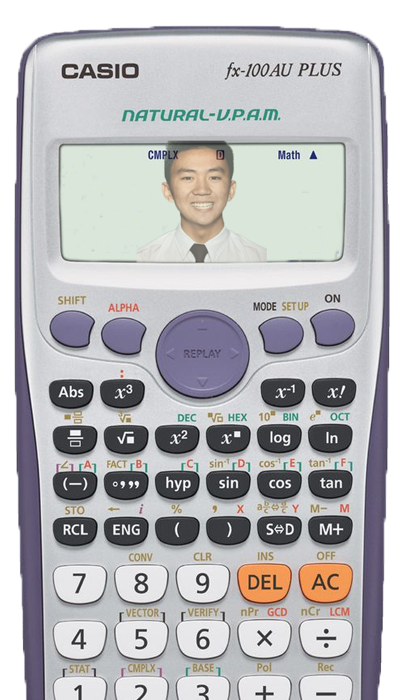 CASIO fx-100AU PLUS
NATURAL-V.P.A.M.
CMPLX D Math ▲
SHIFT ALPHA MODE SETUP ON
REPLAY
Abs x³ x⁻¹ x!
DEC HEX 10■ BIN e■ OCT
√■ x² x■ log ln
∠ A FACT B C sin⁻¹ D cos⁻¹ E tan⁻¹ F
(−) °’’’ hyp sin cos tan
STO ← i % , X Y M− M
RCL ENG ( ) S⇔D M+
CONV CLR INS OFF
7 8 9 DEL AC
VECTOR VERIFY nPr GCD nCr LCM
4 5 6 × ÷
STAT CMPLX BASE Pol Rec
1 2 3 + −